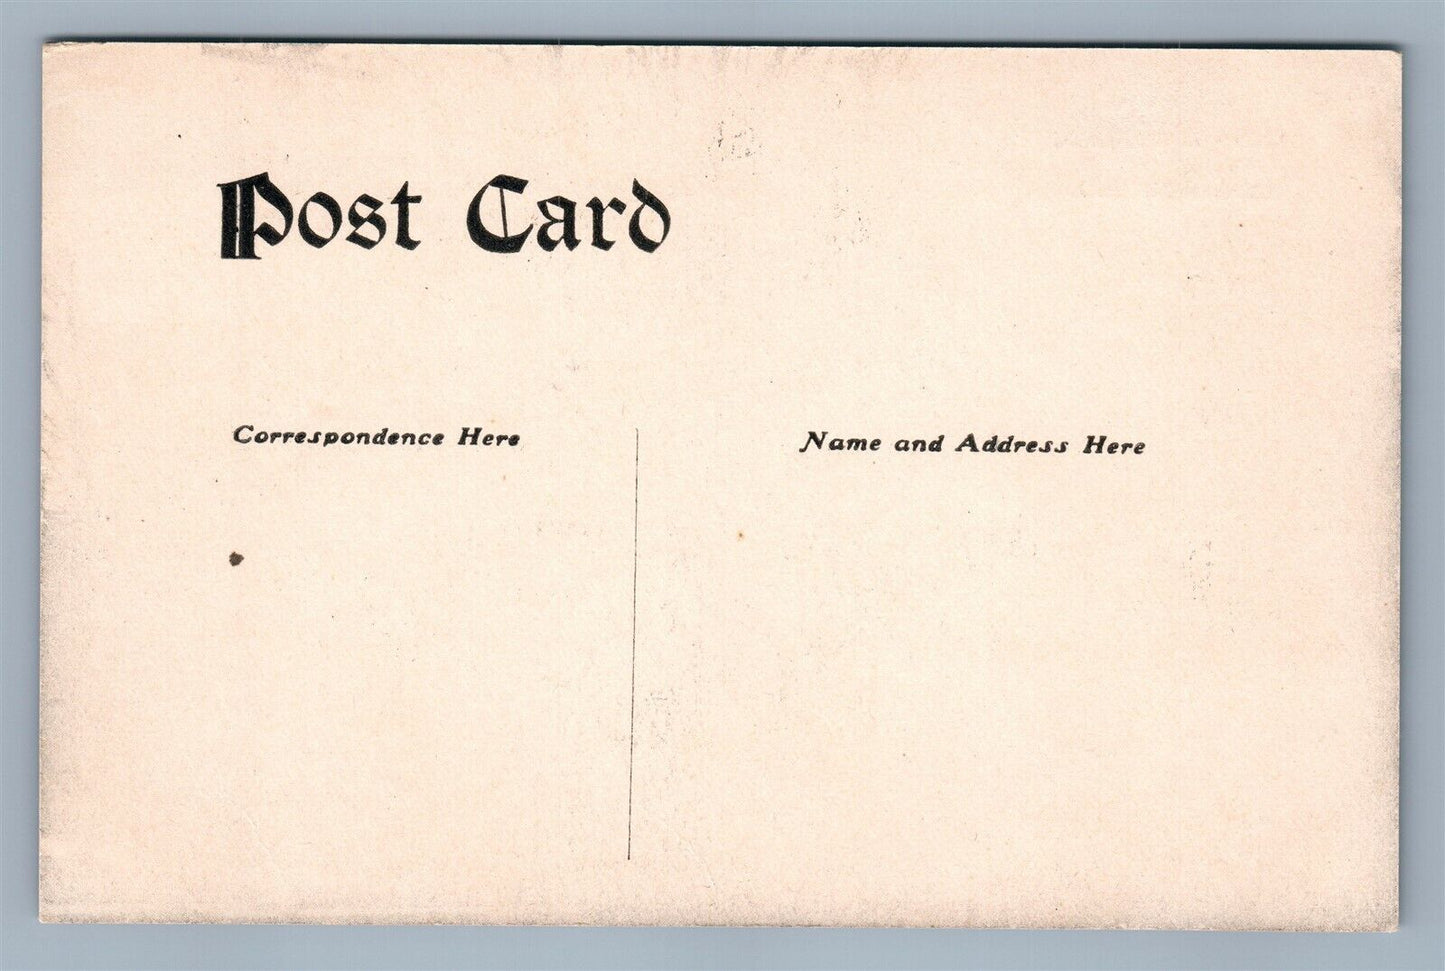 Post Card
Correspondence Here
Name and Address Here